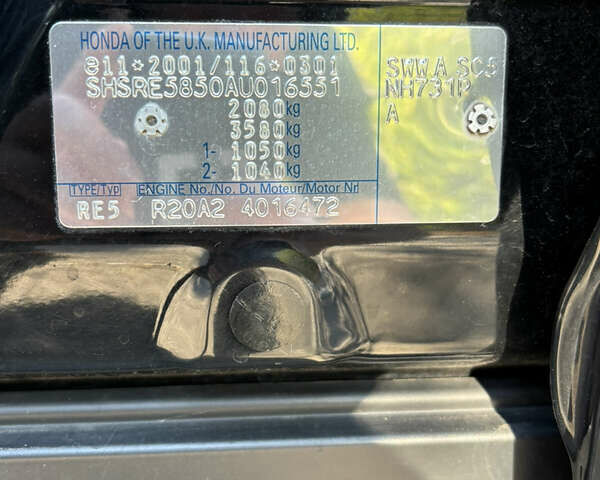 HONDA OF THE U.K. MANUFACTURING LTD.
e11*2001/116*0301
SHSRE5850AU016551
2080kg
3580kg
1- 1050kg
2- 1040kg
TYPE/TYP ENGINE No./No. Du Moteur/Motor Nr
RE5 R20A2 4016472
SWW.A SC5
NH731P
A